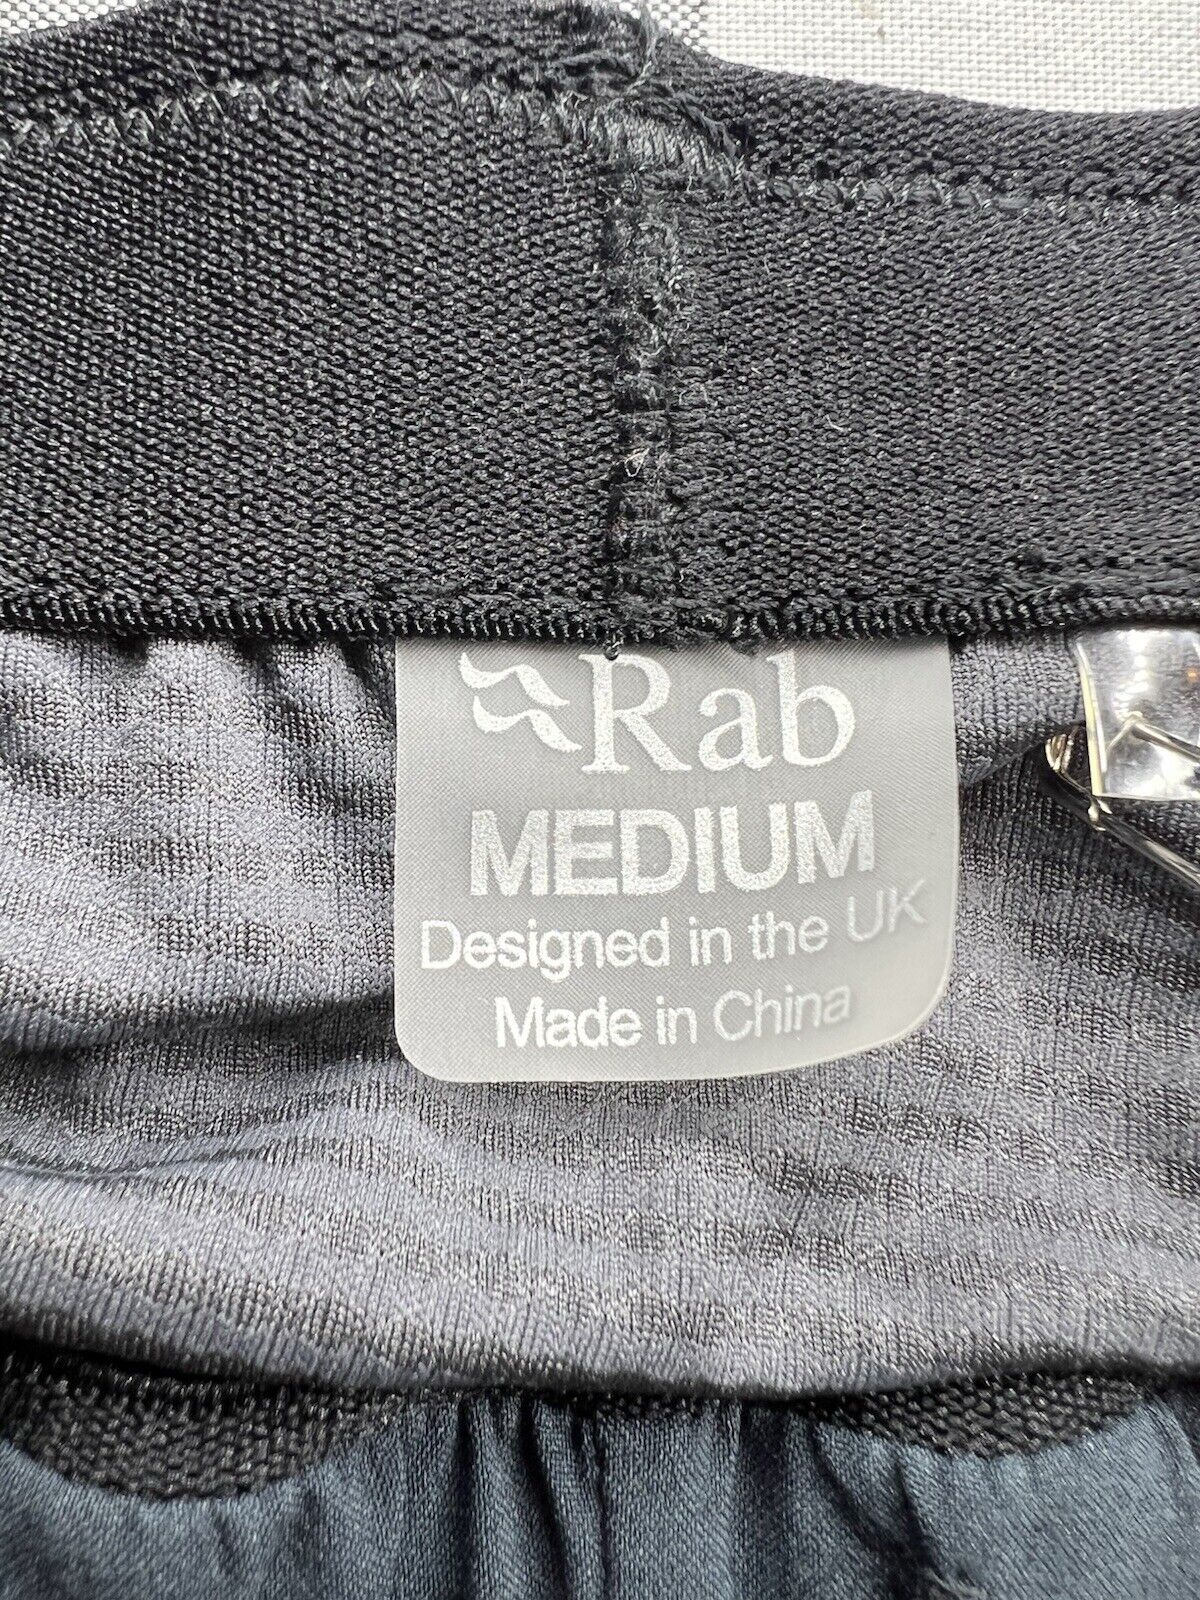 Rab
MEDIUM
Designed in the UK
Made in China